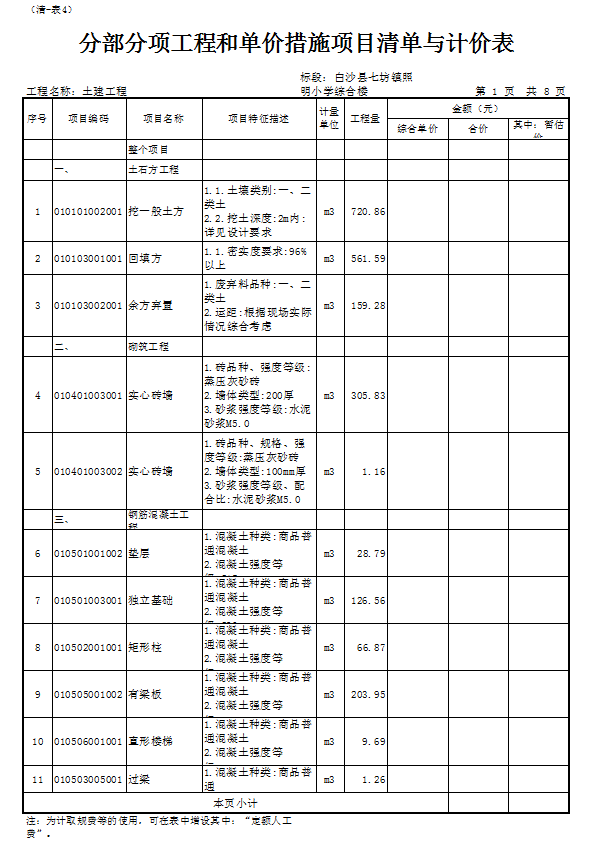 （清-表4）
分部分项工程和单价措施项目清单与计价表
标段：白沙县七坊镇照
工程名称：土建工程 明小学综合楼 第 1 页 共 8 页
序号 项目编码 项目名称 项目特征描述 计量 工程量 金额（元）
单位
综合单价 合价 其中：暂估
价
整个项目
一、 土石方工程
1 010101002001 挖一般土方 1.1.土壤类别:一、二
类土
2.2.挖土深度:2m内:
详见设计要求
m3 720.86
2 010103001001 回填方 1.1.密实度要求:96%
以上
m3 561.59
3 010103002001 余方弃置 1.废弃料品种:一、二
类土
2.运距:根据现场实际
情况综合考虑
m3 159.28
二、 砌筑工程
4 010401003001 实心砖墙 1.砖品种、强度等级:
蒸压灰砂砖
2.墙体类型:200厚
3.砂浆强度等级:水泥
砂浆M5.0
m3 305.83
5 010401003002 实心砖墙 1.砖品种、规格、强
度等级:蒸压灰砂砖
2.墙体类型:100mm厚
3.砂浆强度等级、配
合比:水泥砂浆M5.0
m3 1.16
三、 钢筋混凝土工
程
6 010501001002 垫层 1.混凝土种类:商品普
通混凝土
2.混凝土强度等
m3 28.79
7 010501003001 独立基础 1.混凝土种类:商品普
通混凝土
2.混凝土强度等
m3 126.56
8 010502001001 矩形柱 1.混凝土种类:商品普
通混凝土
2.混凝土强度等
m3 66.87
9 010505001002 有梁板 1.混凝土种类:商品普
通混凝土
2.混凝土强度等
m3 203.95
10 010506001001 直形楼梯 1.混凝土种类:商品普
通混凝土
2.混凝土强度等
m3 9.69
11 010503005001 过梁 1.混凝土种类:商品普
通
m3 1.26
本页小计
注：为计取规费等的使用，可在表中增设其中：“定额人工
费”。